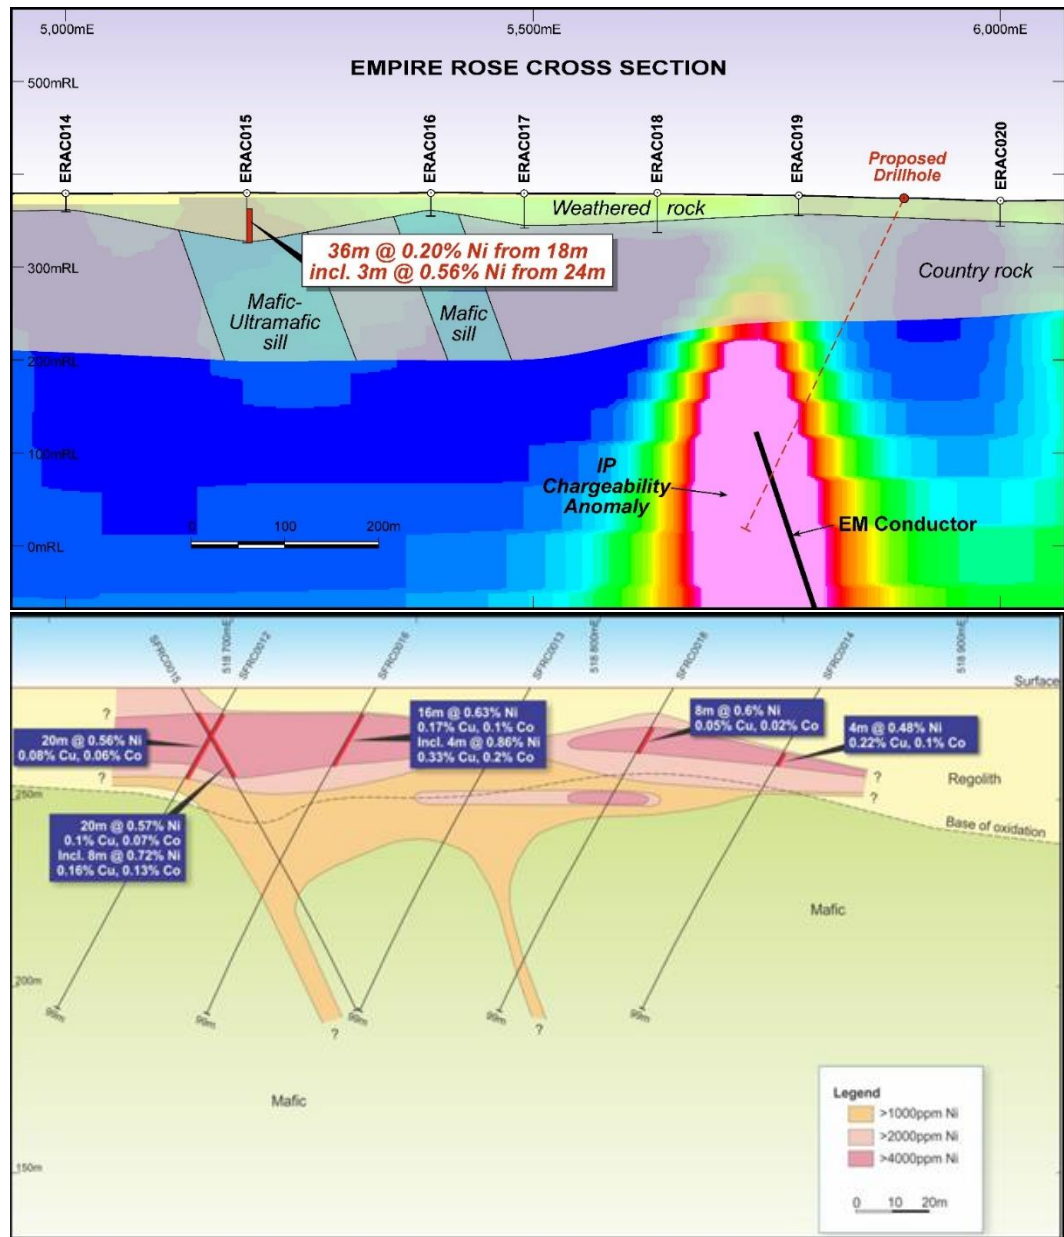 5,000mE
5,500mE
6,000mE
EMPIRE ROSE CROSS SECTION
500mRL
ERAC014
ERAC015
ERAC016
ERAC017
ERAC018
ERAC019
Proposed
Drillhole
ERAC020
Weathered rock
36m @ 0.20% Ni from 18m
incl. 3m @ 0.56% Ni from 24m
300mRL
Country rock
Mafic-
Ultramafic
sill
Mafic
sill
200mRL
100mRL
IP
Chargeability
Anomaly
EM Conductor
0 100 200m
0mRL
SFRC0015
518 700mE
SFRC0012
SFRC0016
SFRC0013
518 800mE
SFRC0018
SFRC0014
518 900mE
Surface
?
16m @ 0.63% Ni
0.17% Cu, 0.1% Co
Incl. 4m @ 0.86% Ni
0.33% Cu, 0.2% Co
8m @ 0.6% Ni
0.05% Cu, 0.02% Co
4m @ 0.48% Ni
0.22% Cu, 0.1% Co
20m @ 0.56% Ni
0.08% Cu, 0.06% Co
?
?
Regolith
?
250m
Base of oxidation
20m @ 0.57% Ni
0.1% Cu, 0.07% Co
Incl. 8m @ 0.72% Ni
0.16% Cu, 0.13% Co
Mafic
200m
99m
99m
99m
99m
99m
?
?
Mafic
150m
Legend
>1000ppm Ni
>2000ppm Ni
>4000ppm Ni
0 10 20m